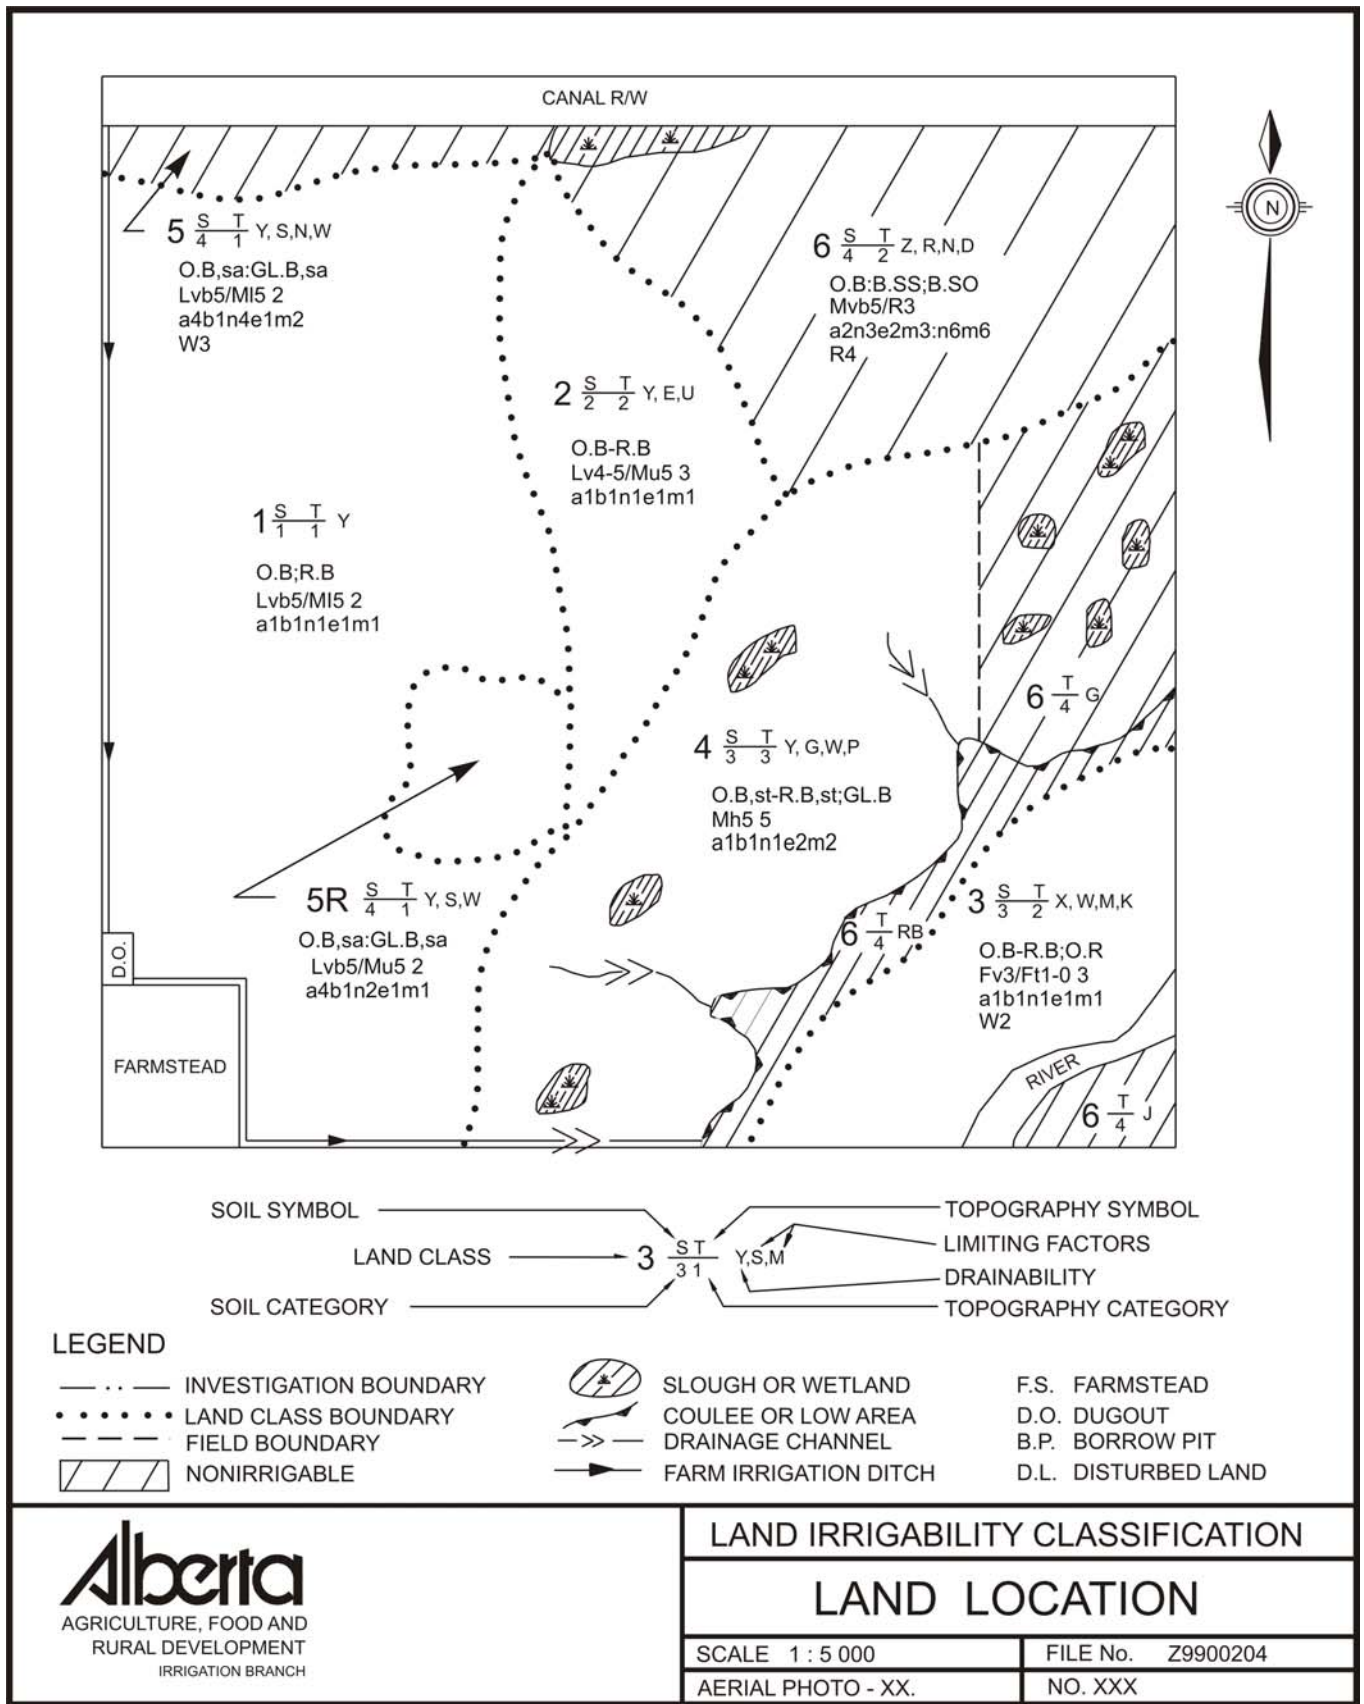 CANAL R/W
N
5 S T Y, S,N,W
4 1
O.B,sa:GL.B,sa
Lvb5/Ml5 2
a4b1n4e1m2
W3
6 S T Z, R,N,D
4 2
O.B:B.SS;B.SO
Mvb5/R3
a2n3e2m3:n6m6
R4
2 S T Y, E,U
2 2
O.B-R.B
Lv4-5/Mu5 3
a1b1n1e1m1
1 S T Y
1 1
O.B;R.B
Lvb5/Ml5 2
a1b1n1e1m1
6 T G
4
4 S T Y, G,W,P
3 3
O.B,st-R.B,st;GL.B
Mh5 5
a1b1n1e2m2
5R S T Y, S,W
4 1
O.B,sa:GL.B,sa
Lvb5/Mu5 2
a4b1n2e1m1
6 T RB
4
3 S T X, W,M,K
3 2
O.B-R.B;O.R
Fv3/Ft1-0 3
a1b1n1e1m1
W2
D.O.
FARMSTEAD
RIVER
6 T J
4
SOIL SYMBOL
TOPOGRAPHY SYMBOL
LIMITING FACTORS
LAND CLASS
3 S T Y,S,M
3 1
DRAINABILITY
SOIL CATEGORY
TOPOGRAPHY CATEGORY
LEGEND
INVESTIGATION BOUNDARY
LAND CLASS BOUNDARY
FIELD BOUNDARY
NONIRRIGABLE
SLOUGH OR WETLAND
COULEE OR LOW AREA
DRAINAGE CHANNEL
FARM IRRIGATION DITCH
F.S. FARMSTEAD
D.O. DUGOUT
B.P. BORROW PIT
D.L. DISTURBED LAND
Alberta
AGRICULTURE, FOOD AND
RURAL DEVELOPMENT
IRRIGATION BRANCH
LAND IRRIGABILITY CLASSIFICATION
LAND LOCATION
SCALE 1 : 5 000
FILE No. Z9900204
AERIAL PHOTO - XX.
NO. XXX